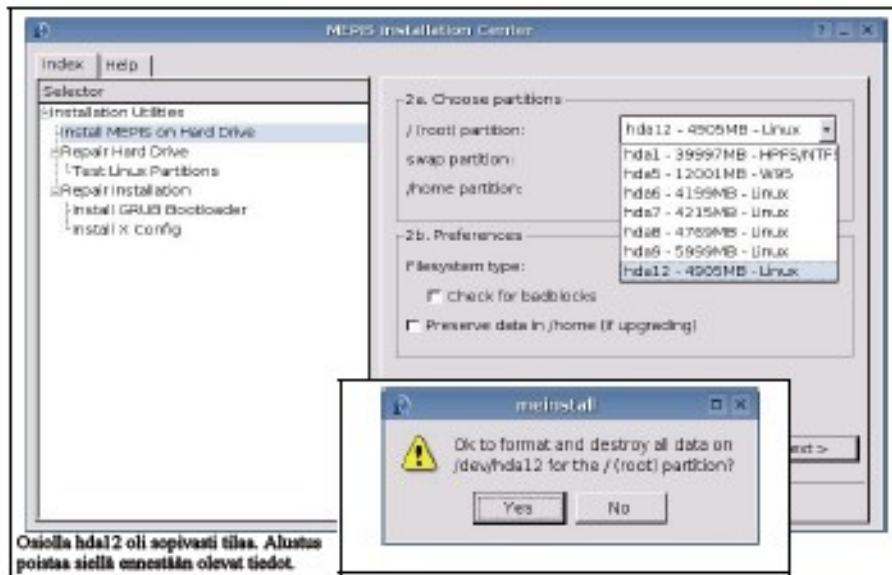 MEPIS Installation Center
Index Help
Selector
Installation Utilities
Install MEPIS on Hard Drive
Repair Hard Drive
Test Linux Partitions
Repair Installation
Install GRUB Bootloader
Install X Config
2a. Choose partitions
/ (root) partition:
hda12 - 4905MB - Linux
swap partition:
/home partition:
hda1 - 39997MB - HPFS/NTFS
hda5 - 12001MB - W95
hda6 - 4199MB - Linux
hda7 - 4215MB - Linux
hda8 - 4769MB - Linux
hda9 - 5999MB - Linux
hda12 - 4905MB - Linux
2b. Preferences
Filesystem type:
Check for badblocks
Preserve data in /home (if upgrading)
meinstall
Ok to format and destroy all data on
/dev/hda12 for the / (root) partition?
Yes No
ext >
Osiolla hda12 oli sopivasti tilaa. Alustus
poistaa siellä ennestään olevat tiedot.